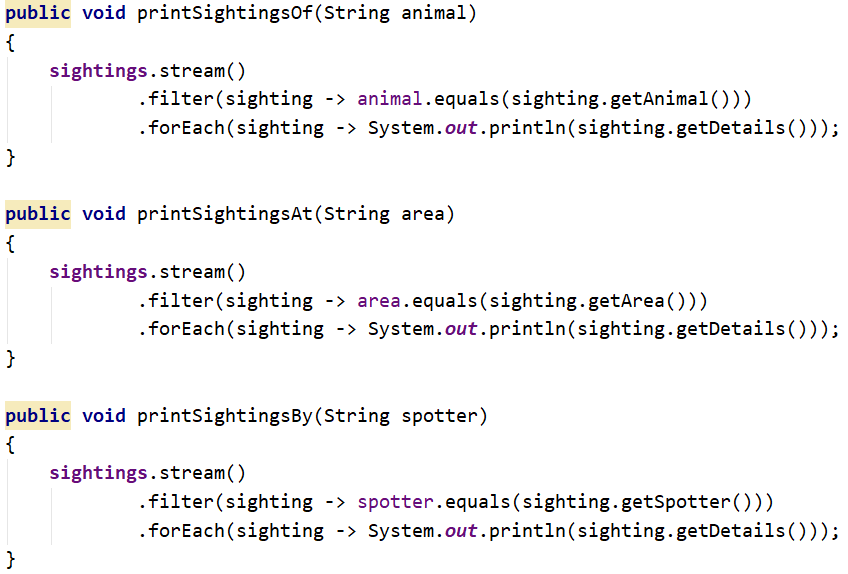 public void printSightingsOf(String animal)
{
    sightings.stream()
            .filter(sighting -> animal.equals(sighting.getAnimal()))
            .forEach(sighting -> System.out.println(sighting.getDetails()));
}

public void printSightingsAt(String area)
{
    sightings.stream()
            .filter(sighting -> area.equals(sighting.getArea()))
            .forEach(sighting -> System.out.println(sighting.getDetails()));
}

public void printSightingsBy(String spotter)
{
    sightings.stream()
            .filter(sighting -> spotter.equals(sighting.getSpotter()))
            .forEach(sighting -> System.out.println(sighting.getDetails()));
}